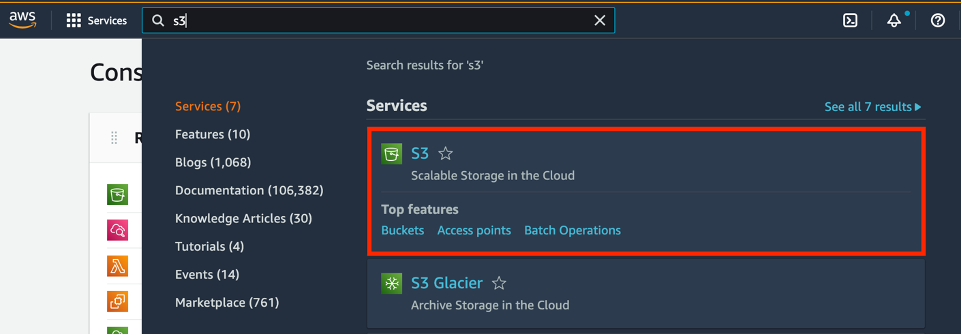 aws
Services
s3
Cons
R
Search results for 's3'
Services (7)
Features (10)
Blogs (1,068)
Documentation (106,382)
Knowledge Articles (30)
Tutorials (4)
Events (14)
Marketplace (761)
Services
See all 7 results
S3
Scalable Storage in the Cloud
Top features
Buckets Access points Batch Operations
S3 Glacier
Archive Storage in the Cloud